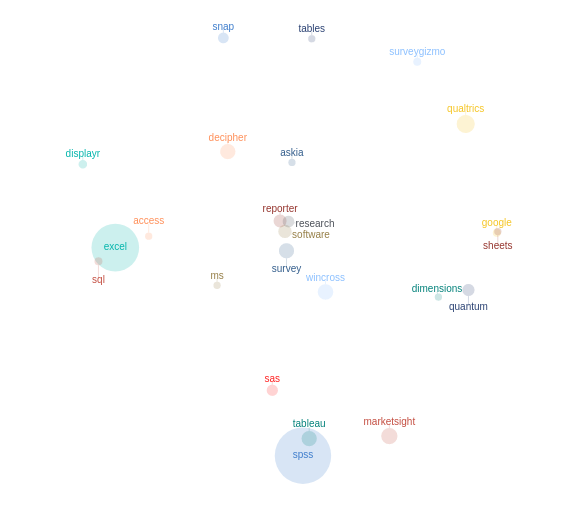 snap
tables
surveygizmo
qualtrics
decipher
displayr
askia
reporter
access
research
google
software
excel
sheets
survey
ms
wincross
sql
dimensions
quantum
sas
marketsight
tableau
spss